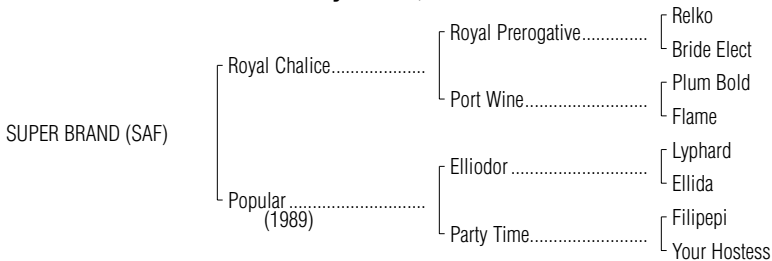 Relko
Royal Prerogative..............
Bride Elect
Royal Chalice....................
Plum Bold
Port Wine..........................
Flame
SUPER BRAND (SAF)
Lyphard
Elliodor .............................
Ellida
Popular .............................
(1989)
Filipepi
Party Time.........................
Your Hostess